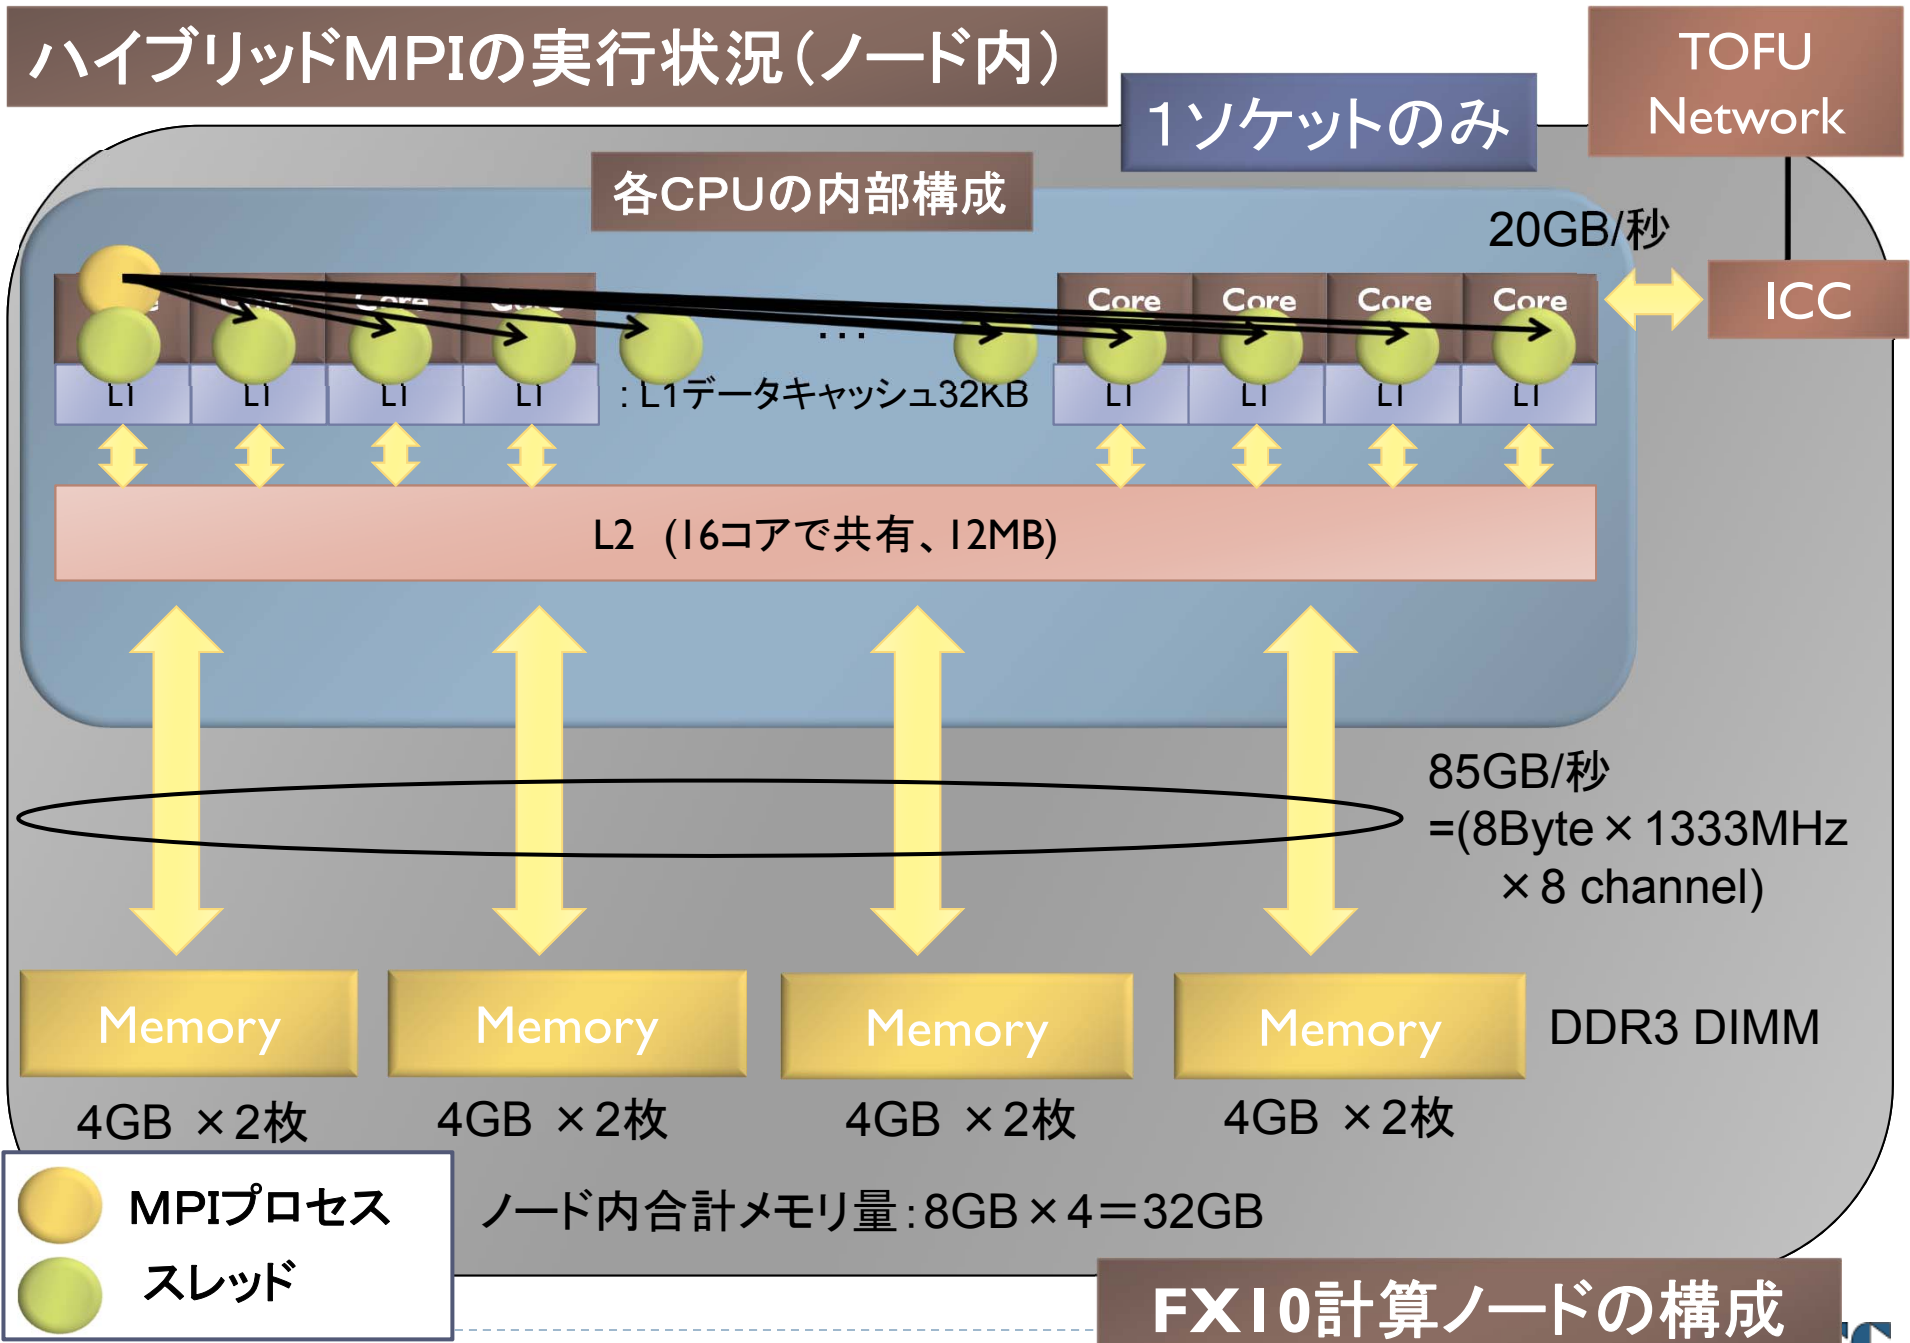 ハイブリッドMPIの実行状況（ノード内）
TOFU
Network
１ソケットのみ
各CPUの内部構成
20GB/秒
ICC
Core
Core
Core
Core
Core
Core
Core
…
L1
L1
L1
L1
：L1データキャッシュ32KB
L1
L1
L1
L1
L2 (16コアで共有、12MB)
85GB/秒
=(8Byte×1333MHz
×8 channel)
Memory
Memory
Memory
Memory
DDR3 DIMM
4GB ×2枚
4GB ×2枚
4GB ×2枚
4GB ×2枚
MPIプロセス
スレッド
ノード内合計メモリ量：8GB×4＝32GB
FX10計算ノードの構成